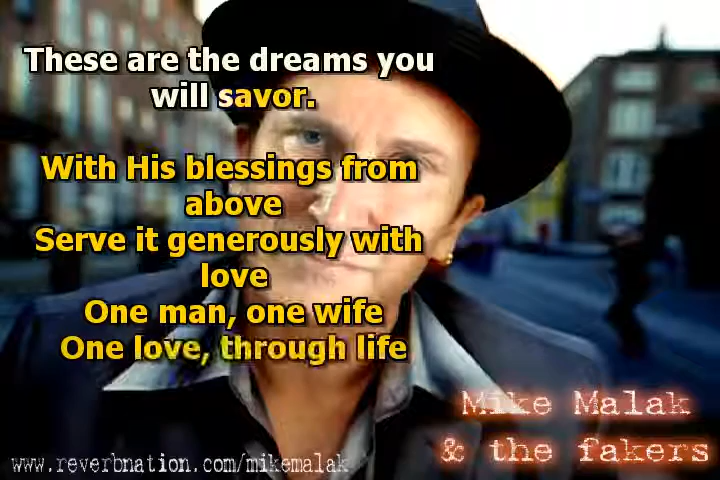 These are the dreams you
will savor.
With His blessings from
above
Serve it generously with
love
One man, one wife
One love, through life
Mike Malak
& the fakers
www.reverbnation.com/mikemalak